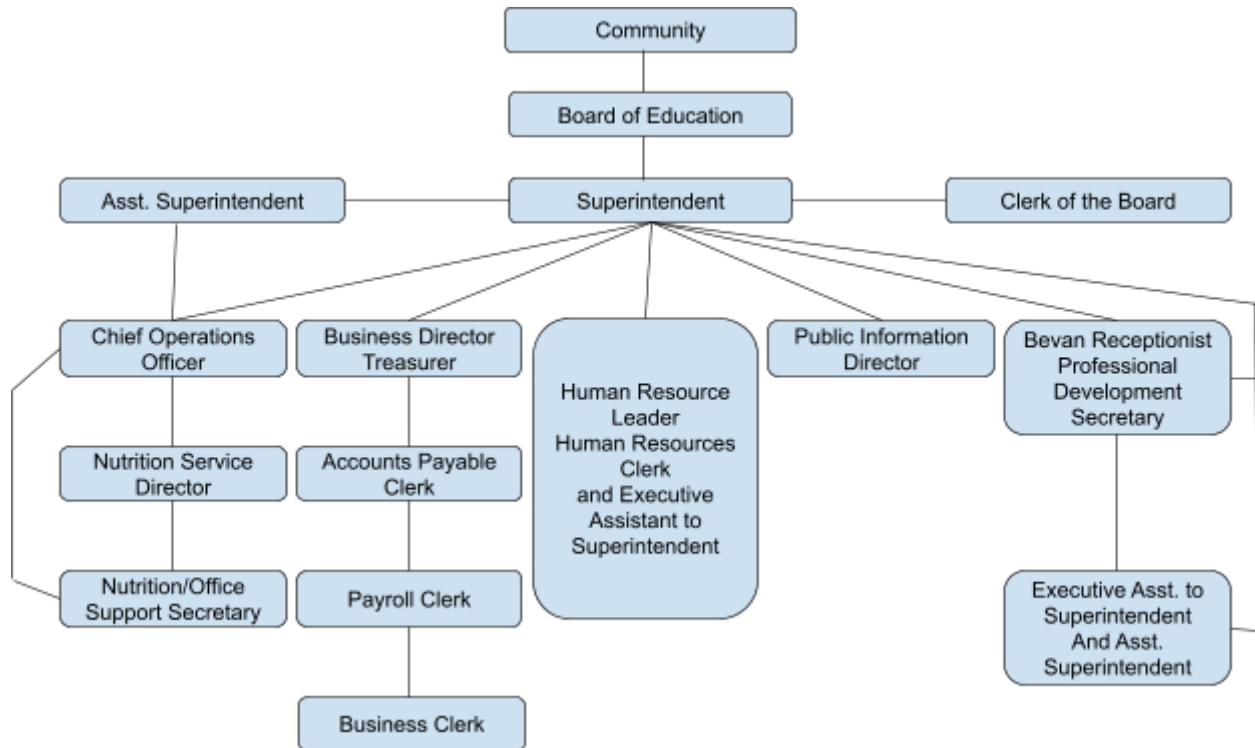 Community
Board of Education
Asst. Superintendent
Superintendent
Clerk of the Board
Chief Operations
Officer
Business Director
Treasurer
Human Resource
Leader
Human Resources
Clerk
and Executive
Assistant to
Superintendent
Public Information
Director
Bevan Receptionist
Professional
Development
Secretary
Nutrition Service
Director
Accounts Payable
Clerk
Nutrition/Office
Support Secretary
Payroll Clerk
Executive Asst. to
Superintendent
And Asst.
Superintendent
Business Clerk